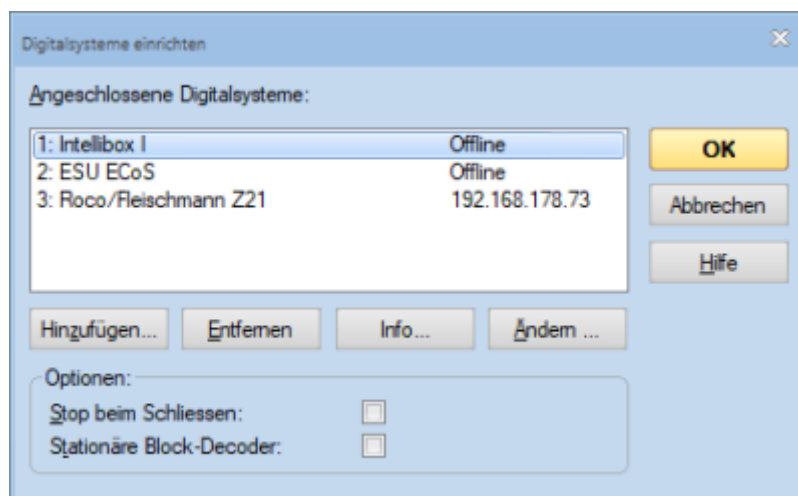 Digitalsysteme einrichten
Angeschlossene Digitalsysteme:
1: Intellibox I Offline
2: ESU ECoS Offline
3: Roco/Fleischmann Z21 192.168.178.73
OK
Abbrechen
Hilfe
Hinzufügen... Entfernen Info... Ändern ...
Optionen:
Stop beim Schliessen:
Stationäre Block-Decoder: